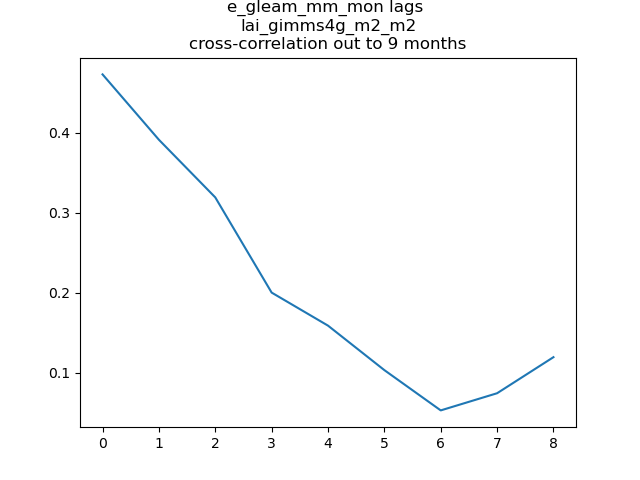 e_gleam_mm_mon lags
lai_gimms4g_m2_m2
cross-correlation out to 9 months
0.4
0.3
0.2
0.1
0 1 2 3 4 5 6 7 8